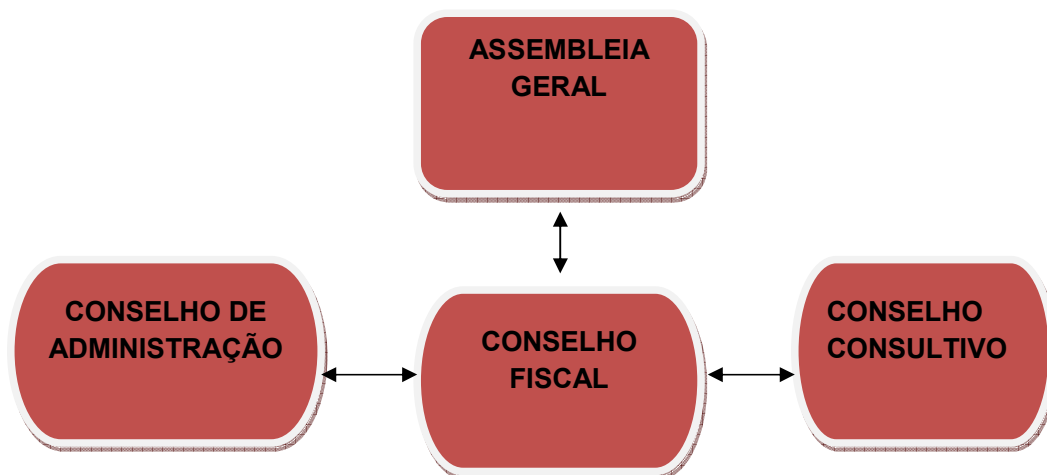 ASSEMBLEIA
GERAL
CONSELHO DE
ADMINISTRAÇÃO
CONSELHO
FISCAL
CONSELHO
CONSULTIVO